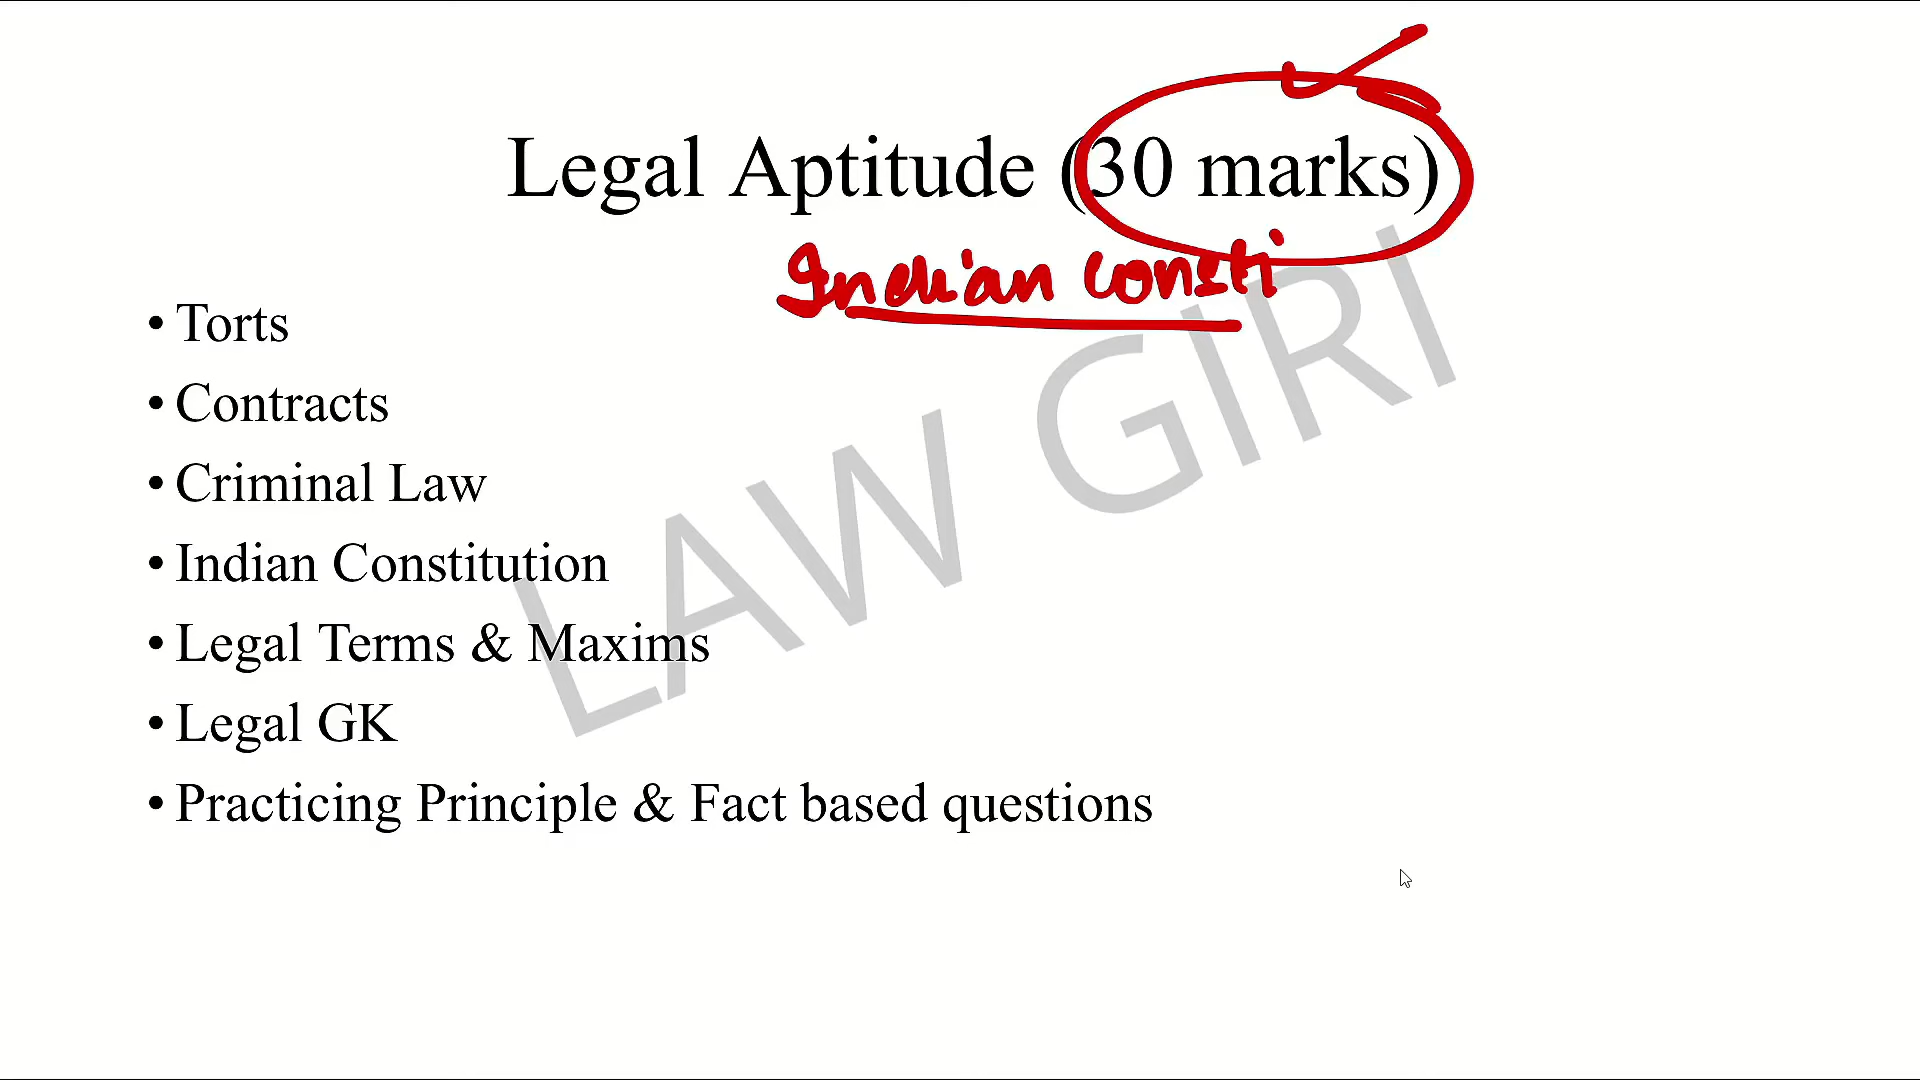 Legal Aptitude (30 marks)
Indian Consti
• Torts
• Contracts
• Criminal Law
• Indian Constitution
• Legal Terms & Maxims
• Legal GK
• Practicing Principle & Fact based questions
LAW GIRI